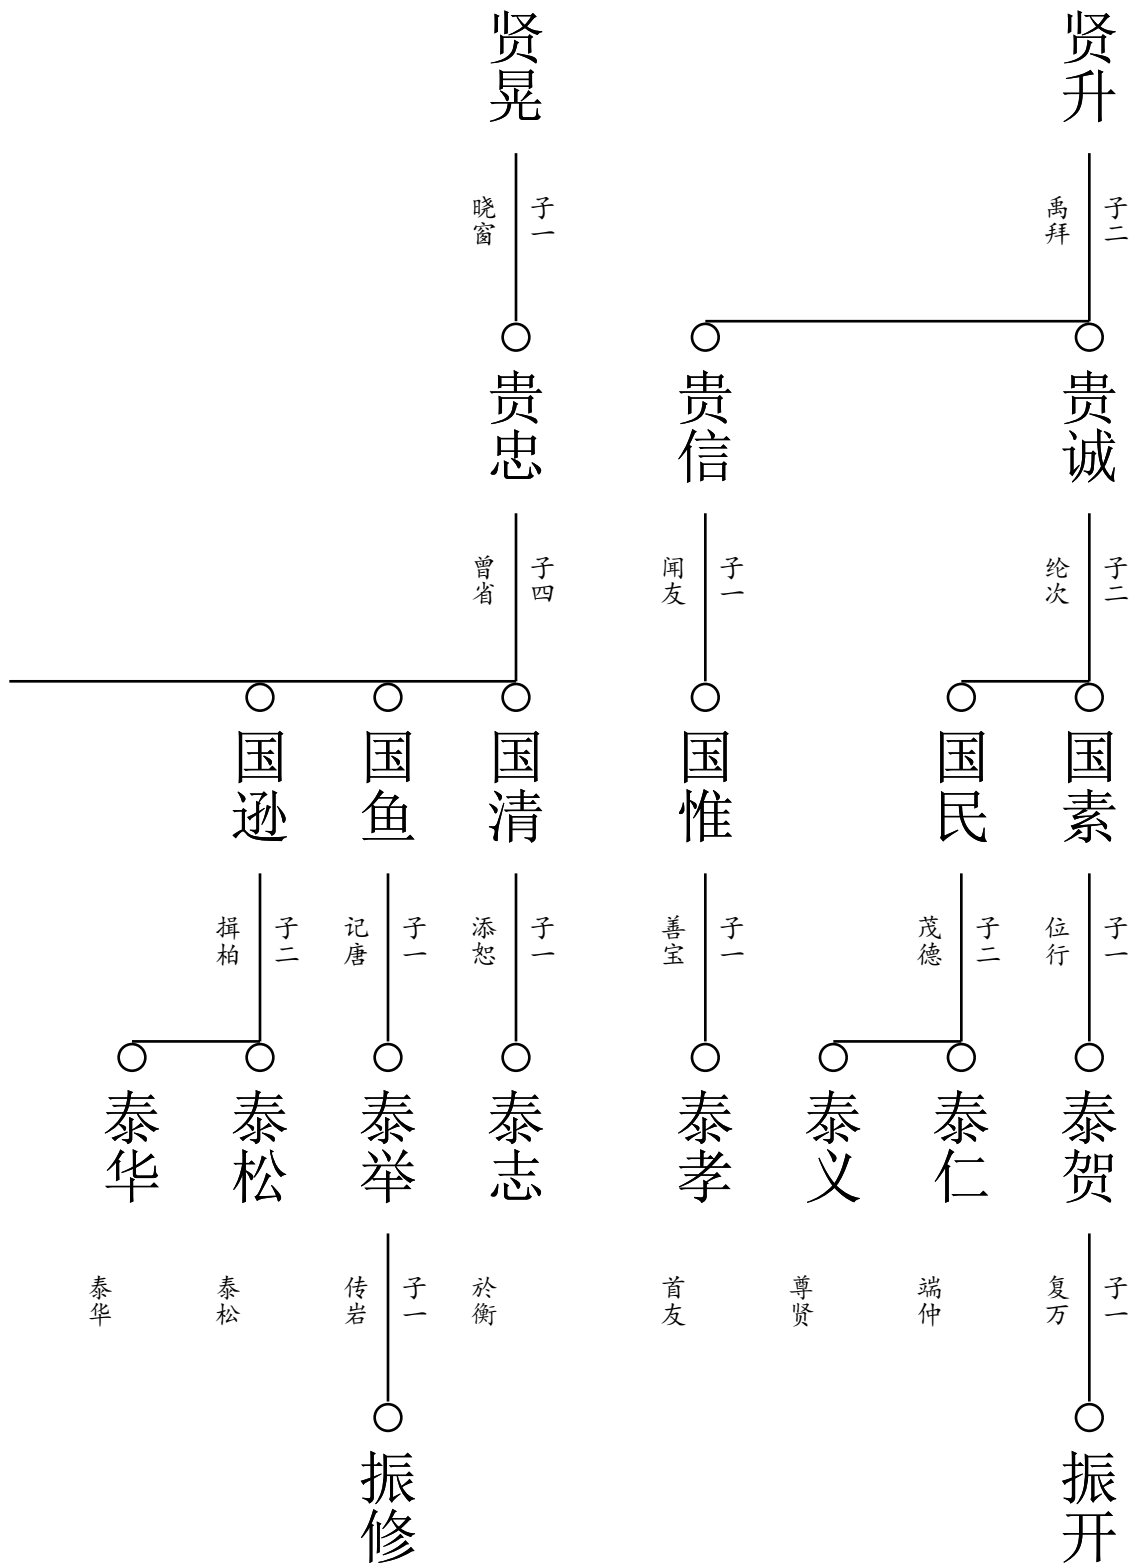 贤升
子二
禹拜
贤晃
子一
晓窗
贵诚
子二
纶次
贵信
子一
闻友
贵忠
子四
曾省
国素
子一
位行
国民
子二
茂德
国惟
子一
善宝
国清
子一
添恕
国鱼
子一
记唐
国逊
子二
揖柏
泰贺
子一
复万
泰仁
端仲
泰义
尊贤
泰孝
首友
泰志
於衡
泰举
子一
传岩
泰松
泰松
泰华
泰华
振开
振修